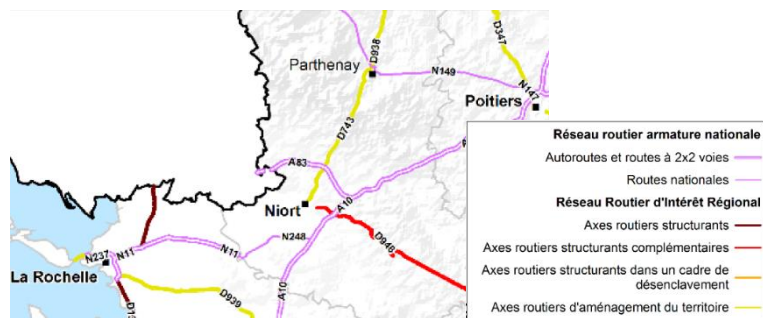 D938
D347
Parthenay
N149
N147
Poitiers
D743
A83
Niort
A10
D948
N248
N11
N11
N237
La Rochelle
D939
A10
Réseau routier armature nationale
Autoroutes et routes à 2x2 voies
Routes nationales
Réseau Routier d'Intérêt Régional
Axes routiers structurants
Axes routiers structurants complémentaires
Axes routiers structurants dans un cadre de
désenclavement
Axes routiers d'aménagement du territoire